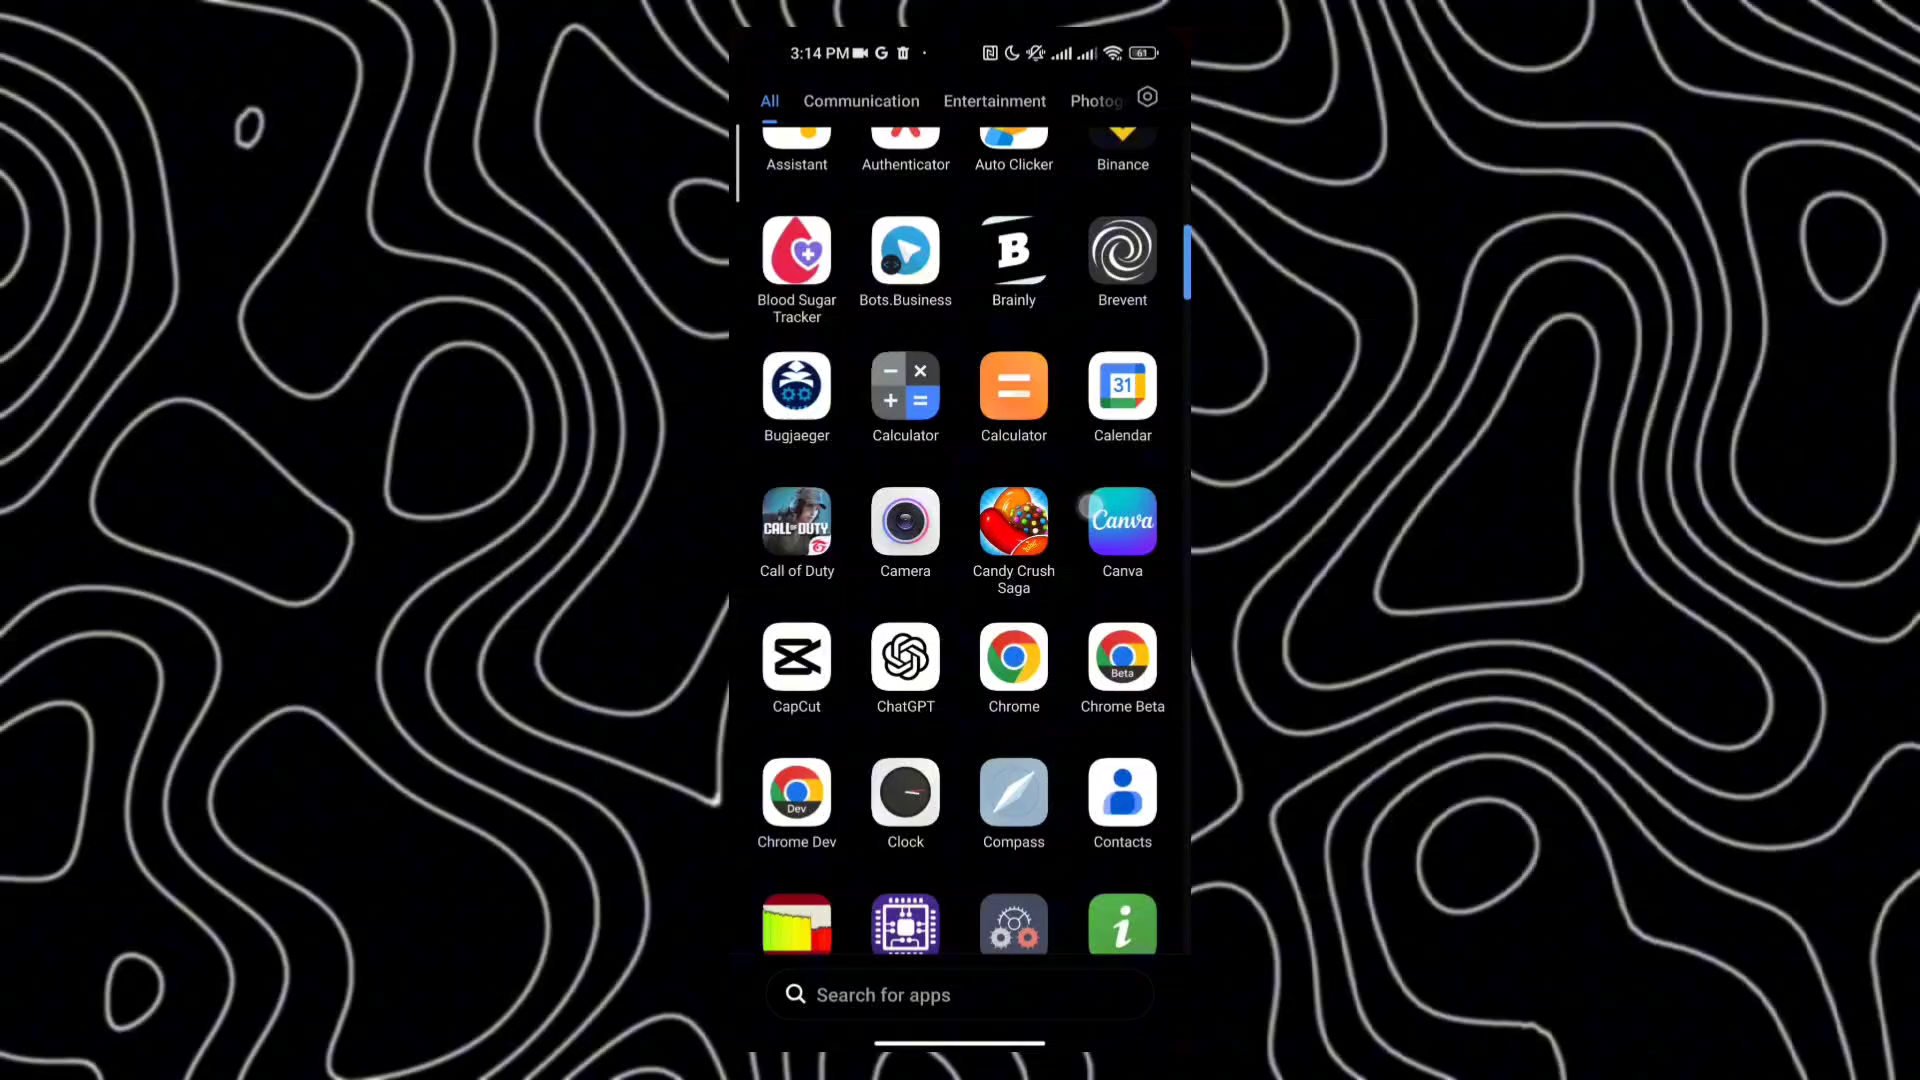 3:14 PM
61
All Communication Entertainment Photog
Assistant Authenticator Auto Clicker Binance
B
Blood Sugar Tracker Bots.Business Brainly Brevent
31
Bugjaeger Calculator Calculator Calendar
CALL OF DUTY
Canva
Call of Duty Camera Candy Crush Saga Canva
Beta
CapCut ChatGPT Chrome Chrome Beta
Dev
Chrome Dev Clock Compass Contacts
Search for apps